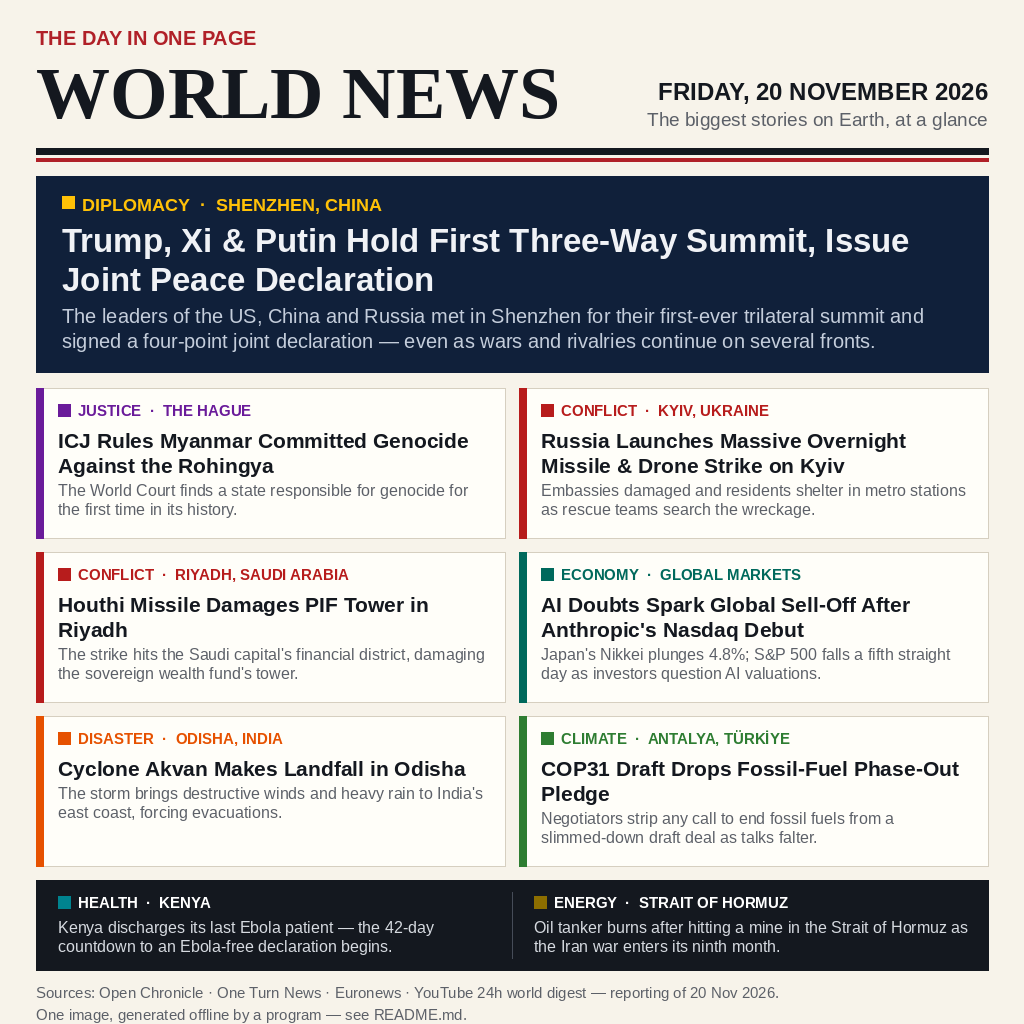 THE DAY IN ONE PAGE
WORLD NEWS
FRIDAY, 20 NOVEMBER 2026
The biggest stories on Earth, at a glance
DIPLOMACY · SHENZHEN, CHINA
Trump, Xi & Putin Hold First Three-Way Summit, Issue
Joint Peace Declaration
The leaders of the US, China and Russia met in Shenzhen for their first-ever trilateral summit and
signed a four-point joint declaration — even as wars and rivalries continue on several fronts.
JUSTICE · THE HAGUE
ICJ Rules Myanmar Committed Genocide
Against the Rohingya
The World Court finds a state responsible for genocide for
the first time in its history.
CONFLICT · KYIV, UKRAINE
Russia Launches Massive Overnight
Missile & Drone Strike on Kyiv
Embassies damaged and residents shelter in metro stations
as rescue teams search the wreckage.
CONFLICT · RIYADH, SAUDI ARABIA
Houthi Missile Damages PIF Tower in
Riyadh
The strike hits the Saudi capital's financial district, damaging
the sovereign wealth fund's tower.
ECONOMY · GLOBAL MARKETS
AI Doubts Spark Global Sell-Off After
Anthropic's Nasdaq Debut
Japan's Nikkei plunges 4.8%; S&P 500 falls a fifth straight
day as investors question AI valuations.
DISASTER · ODISHA, INDIA
Cyclone Akvan Makes Landfall in Odisha
The storm brings destructive winds and heavy rain to India's
east coast, forcing evacuations.
CLIMATE · ANTALYA, TÜRKİYE
COP31 Draft Drops Fossil-Fuel Phase-Out
Pledge
Negotiators strip any call to end fossil fuels from a
slimmed-down draft deal as talks falter.
HEALTH · KENYA
Kenya discharges its last Ebola patient — the 42-day
countdown to an Ebola-free declaration begins.
ENERGY · STRAIT OF HORMUZ
Oil tanker burns after hitting a mine in the Strait of Hormuz as
the Iran war enters its ninth month.
Sources: Open Chronicle · One Turn News · Euronews · YouTube 24h world digest — reporting of 20 Nov 2026.
One image, generated offline by a program — see README.md.